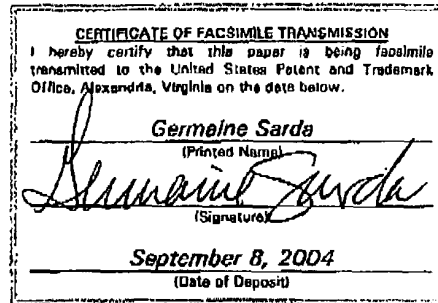 CERTIFICATE OF FACSIMILE TRANSMISSION
I hereby certify that this paper is being facsimile
transmitted to the United States Patent and Trademark
Office, Alexandria, Virginia on the date below.
Germaine Sarda
(Printed Name)
Germaine Sarda
(Signature)
September 8, 2004
(Date of Deposit)